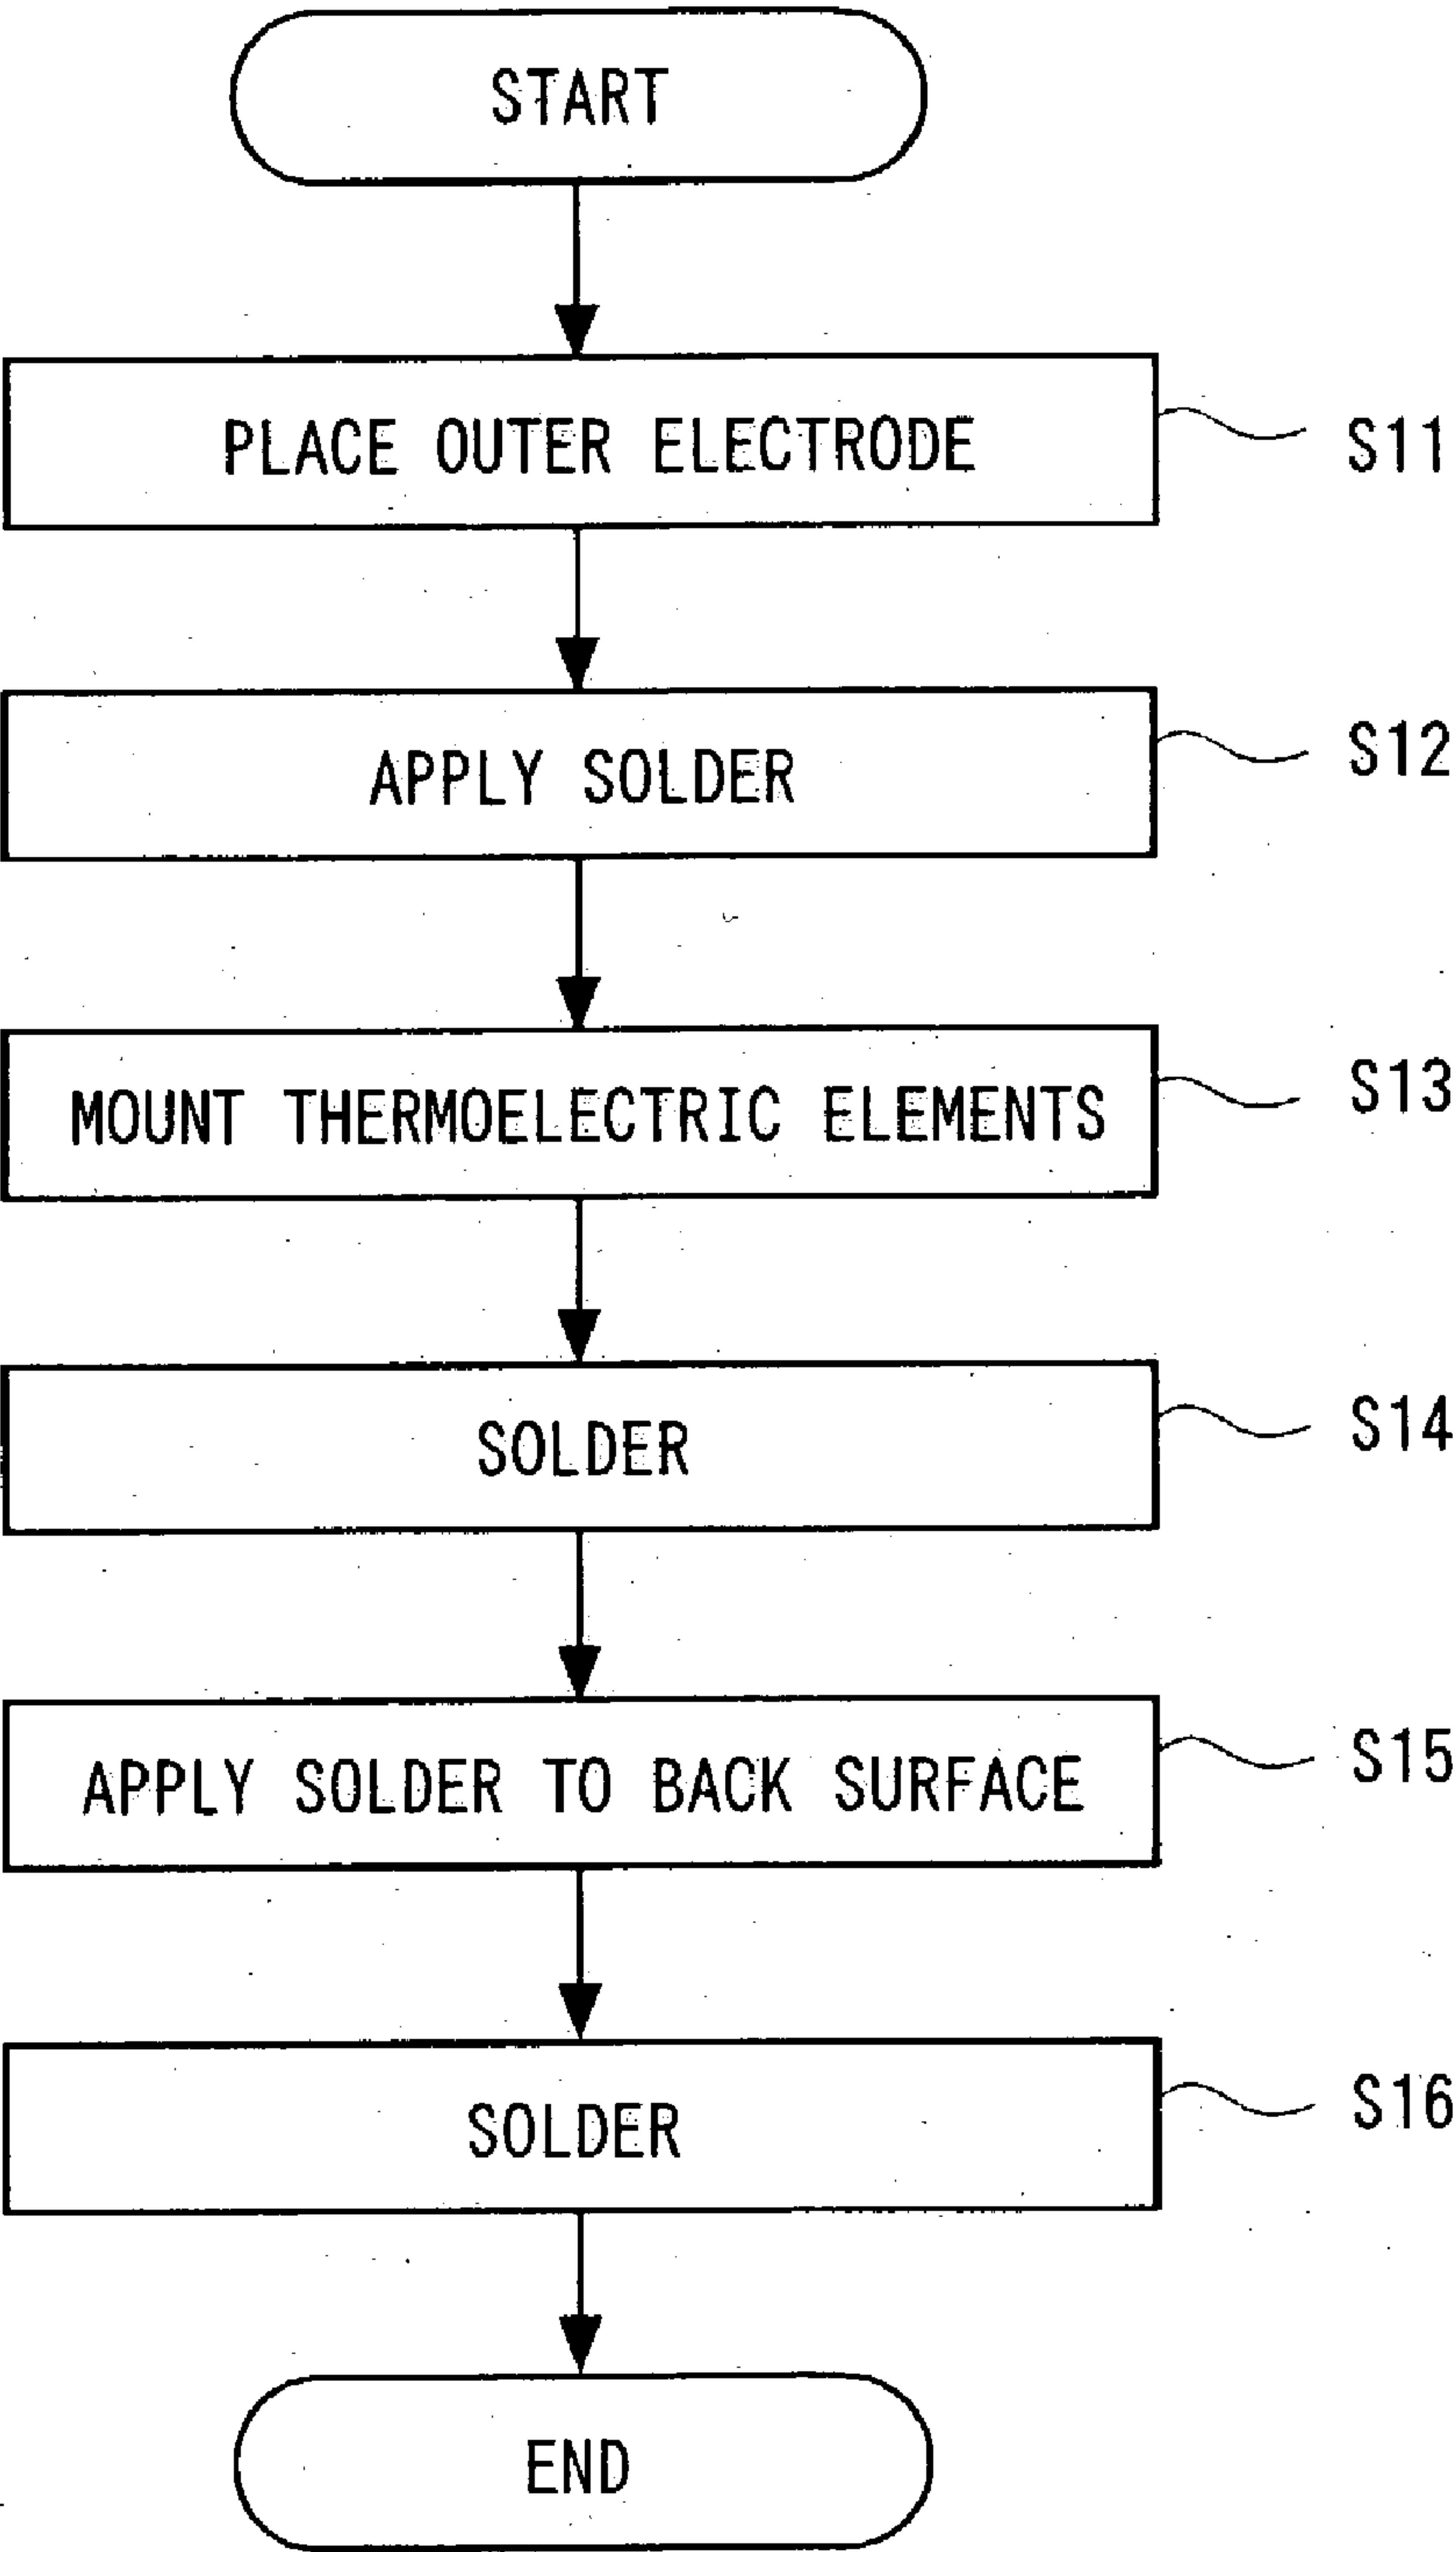 START
PLACE OUTER ELECTRODE
S11
APPLY SOLDER
S12
MOUNT THERMOELECTRIC ELEMENTS
S13
SOLDER
S14
APPLY SOLDER TO BACK SURFACE
S15
SOLDER
S16
END